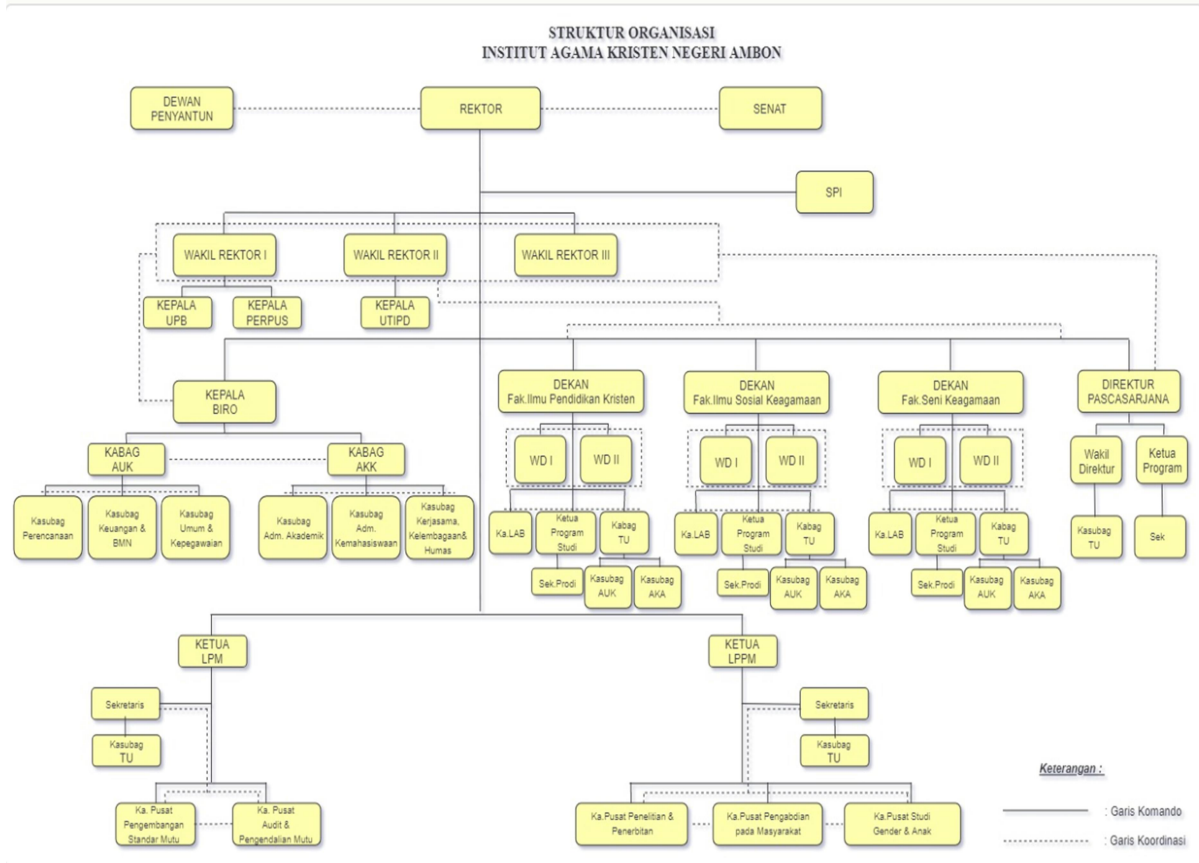 STRUKTUR ORGANISASI
INSTITUT AGAMA KRISTEN NEGERI AMBON
DEWAN
PENYANTUN
REKTOR
SENAT
SPI
WAKIL REKTOR I
WAKIL REKTOR II
WAKIL REKTOR III
KEPALA
UPB
KEPALA
PERPUS
KEPALA
UTIPD
KEPALA
BIRO
DEKAN
Fak.Ilmu Pendidikan Kristen
DEKAN
Fak.Ilmu Sosial Keagamaan
DEKAN
Fak.Seni Keagamaan
DIREKTUR
PASCASARJANA
KABAG
AUK
KABAG
AKK
WD I
WD II
WD I
WD II
WD I
WD II
Wakil
Direktur
Ketua
Program
Kasubag
Perencanaan
Kasubag
Keuangan &
BMN
Kasubag
Umum &
Kepegawaian
Kasubag
Adm. Akademik
Kasubag
Adm.
Kemahasiswaan
Kasubag
Kerjasama,
Kelembagaan&
Humas
Ka.LAB
Ketua
Program
Studi
Kabag
TU
Ka.LAB
Ketua
Program
Studi
Kabag
TU
Ka.LAB
Ketua
Program
Studi
Kabag
TU
Kasubag
TU
Sek
Sek.Prodi
Kasubag
AUK
Kasubag
AKA
Sek.Prodi
Kasubag
AUK
Kasubag
AKA
Sek.Prodi
Kasubag
AUK
Kasubag
AKA
KETUA
LPM
KETUA
LPPM
Sekretaris
Kasubag
TU
Sekretaris
Kasubag
TU
Ka. Pusat
Pengembangan
Standar Mutu
Ka. Pusat
Audit &
Pengendalian Mutu
Ka.Pusat Penelitian &
Penerbitan
Ka.Pusat Pengabdian
pada Masyarakat
Ka.Pusat Studi
Gender & Anak
Keterangan :
: Garis Komando
: Garis Koordinasi